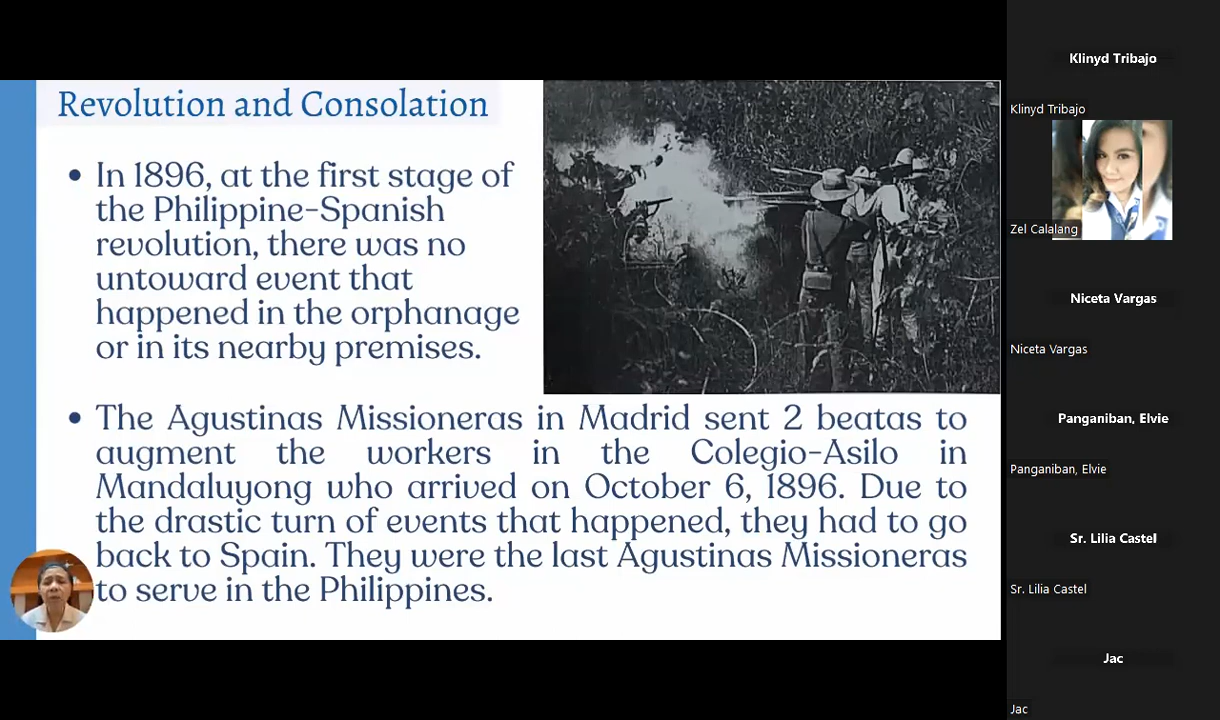 Revolution and Consolation
• In 1896, at the first stage of
the Philippine-Spanish
revolution, there was no
untoward event that
happened in the orphanage
or in its nearby premises.
• The Agustinas Missioneras in Madrid sent 2 beatas to
augment the workers in the Colegio-Asilo in
Mandaluyong who arrived on October 6, 1896. Due to
the drastic turn of events that happened, they had to go
back to Spain. They were the last Agustinas Missioneras
to serve in the Philippines.
Klinyd Tribajo
Klinyd Tribajo
Zel Calalang
Niceta Vargas
Niceta Vargas
Panganiban, Elvie
Panganiban, Elvie
Sr. Lilia Castel
Sr. Lilia Castel
Jac
Jac